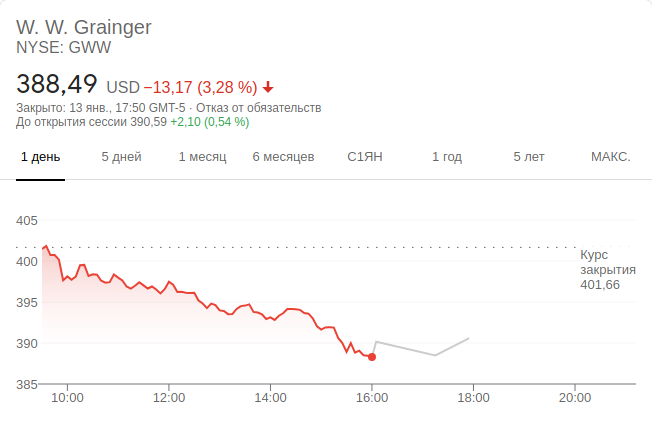 W. W. Grainger
NYSE: GWW
388,49 USD −13,17 (3,28 %)
Закрыто: 13 янв., 17:50 GMT-5 · Отказ от обязательств
До открытия сессии 390,59 +2,10 (0,54 %)
1 день 5 дней 1 месяц 6 месяцев С1ЯН 1 год 5 лет МАКС.
405
400
395
390
385
Курс
закрытия
401,66
10:00 12:00 14:00 16:00 18:00 20:00